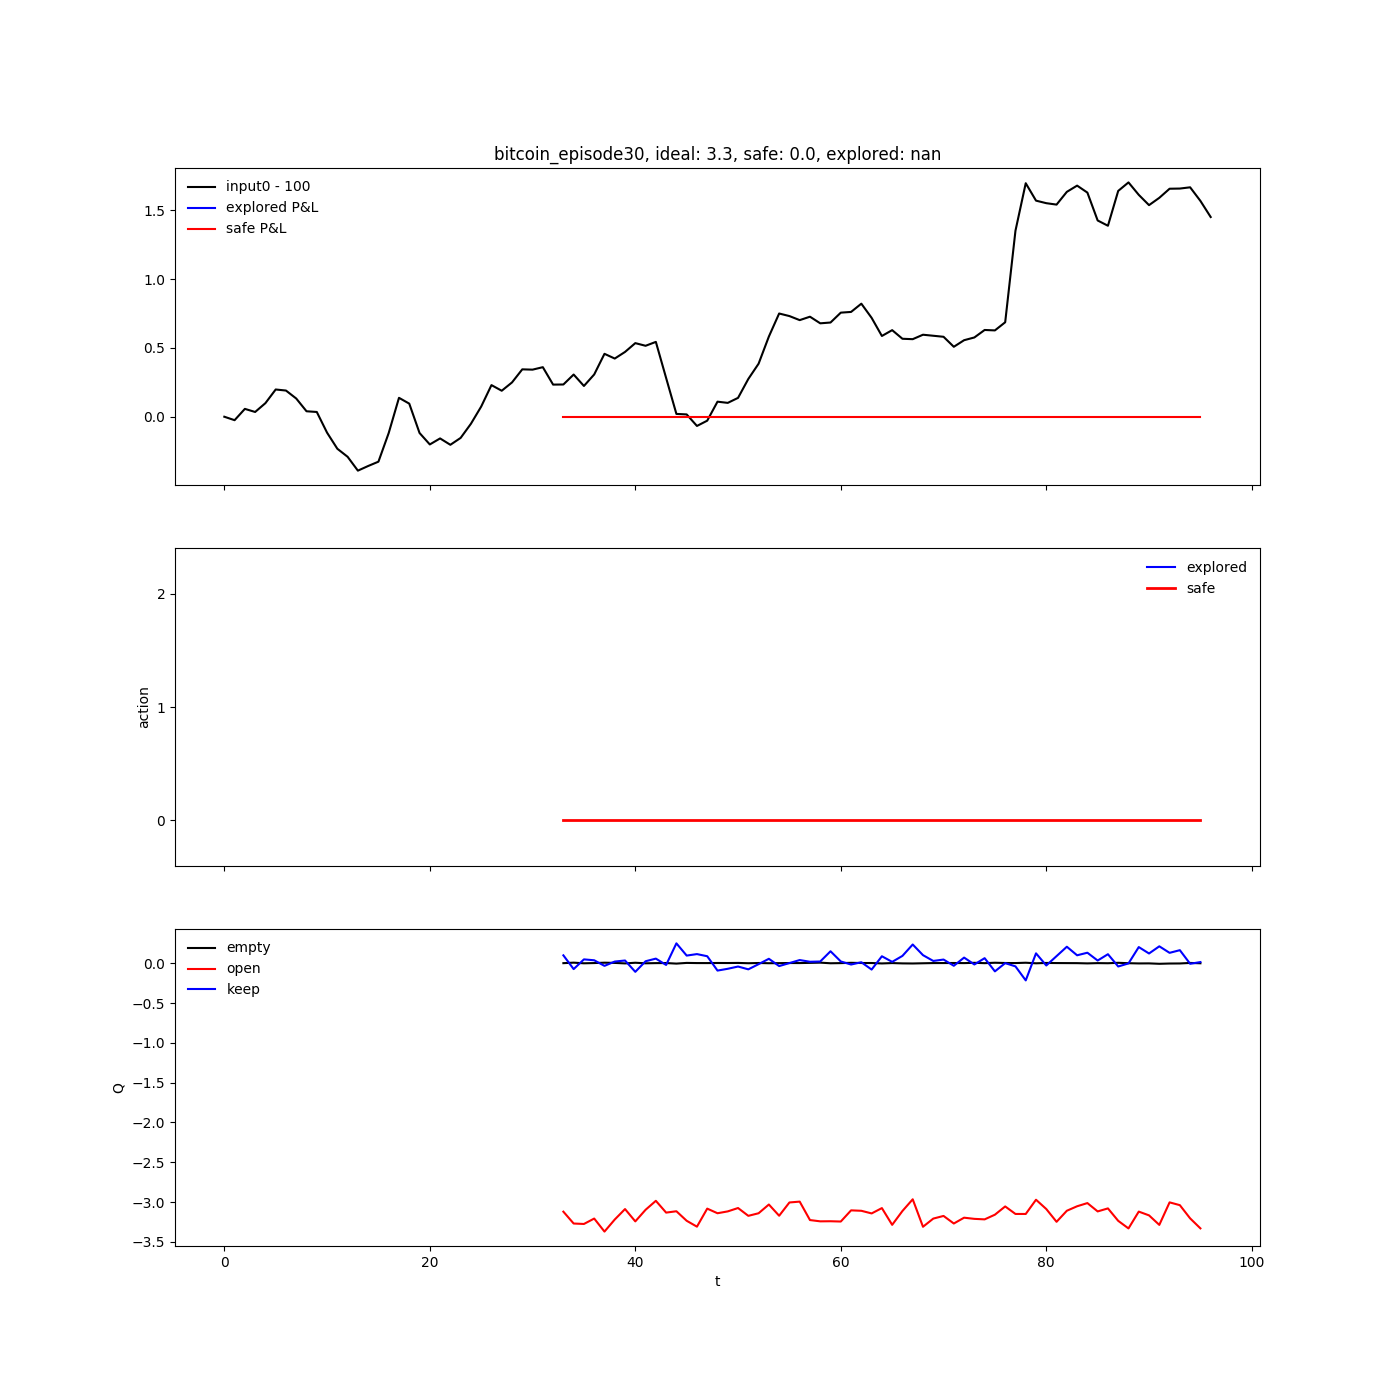 bitcoin_episode30, ideal: 3.3, safe: 0.0, explored: nan
input0 - 100
explored P&L
safe P&L
1.5
1.0
0.5
0.0
explored
safe
2
1
0
action
empty
open
keep
0.0
−0.5
−1.0
−1.5
−2.0
−2.5
−3.0
−3.5
Q
0 20 40 60 80 100
t